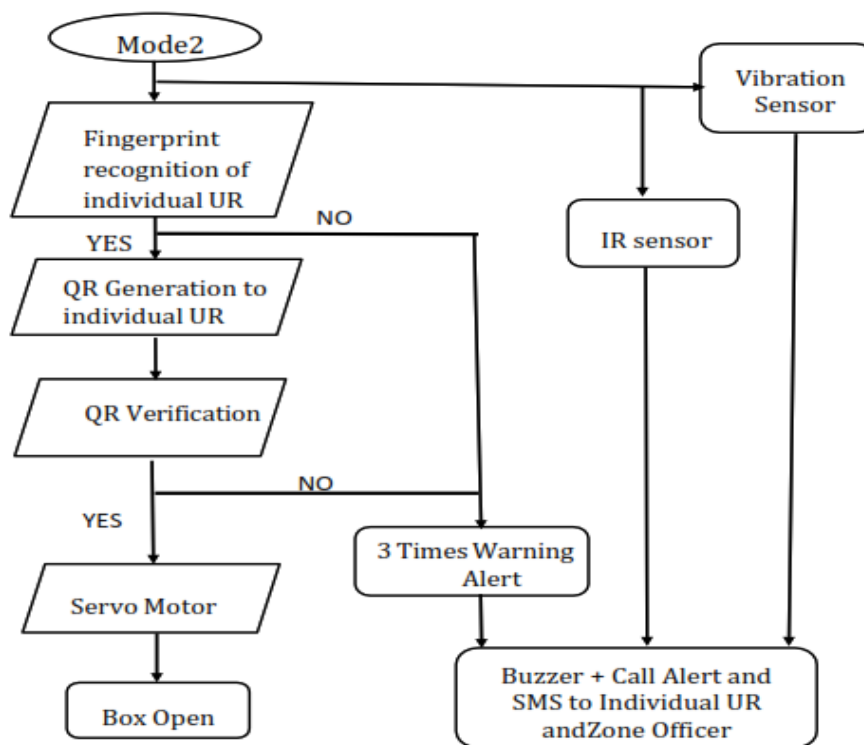 Mode2
Vibration
Sensor
Fingerprint
recognition of
individual UR
NO
YES
IR sensor
QR Generation to
individual UR
QR Verification
NO
YES
3 Times Warning
Alert
Servo Motor
Buzzer + Call Alert and
SMS to Individual UR
andZone Officer
Box Open